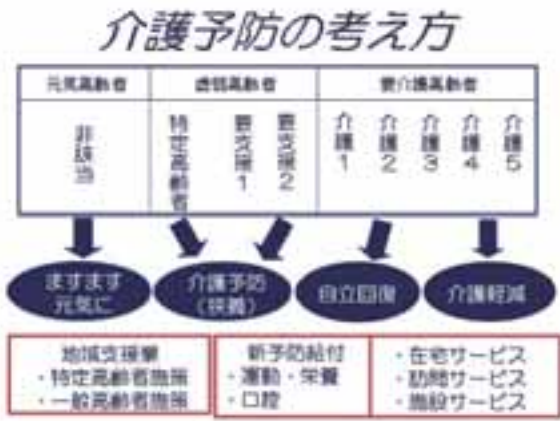 介護予防の考え方
元気高齢者
虚弱高齢者
要介護高齢者
非該当
特定高齢者
要支援1
要支援2
介護1
介護2
介護3
介護4
介護5
ますます
元気に
介護予防
(狭義)
自立回復
介護軽減
地域支援業
・特定高齢者施策
・一般高齢者施策
新予防給付
・運動・栄養
・口腔
・在宅サービス
・訪問サービス
・施設サービス